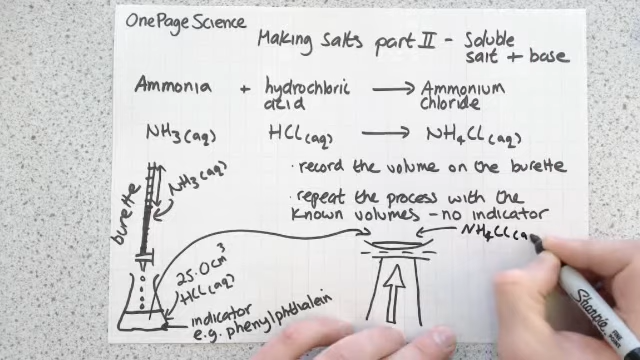 OnePageScience
Making Salts part II - Soluble
salt + base
Ammonia + hydrochloric → Ammonium
acid chloride
NH₃(aq) HCl(aq) → NH₄Cl(aq)
· record the volume on the burette
· repeat the process with the
known volumes - no indicator
burette
NH₃(aq)
NH₄Cl(a
25.0cm³
HCl(aq)
indicator
e.g. phenylphthalein
Sharpie